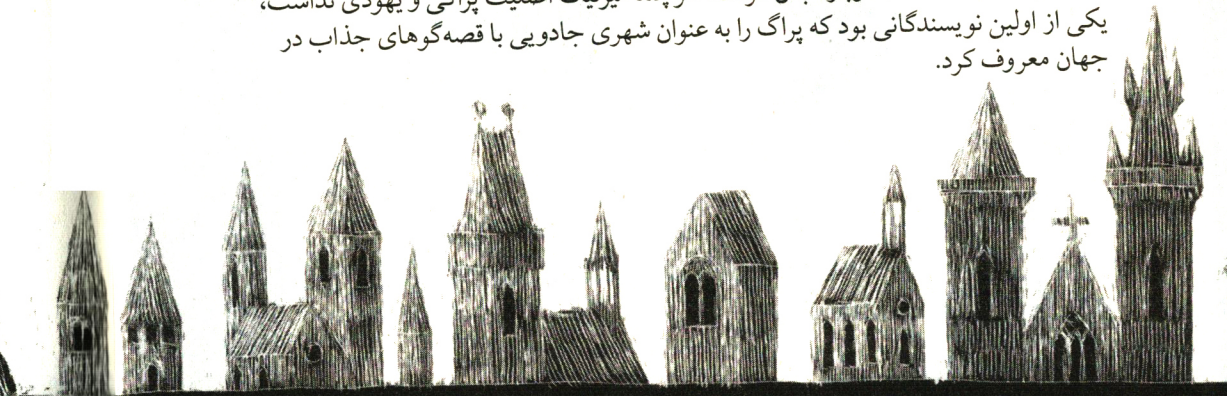 میرنیک اصلیت پراگی و یهودی نداشت،
یکی از اولین نویسندگانی بود که پراگ را به عنوان شهری جادویی با قصه‌گوهای جذاب در
جهان معروف کرد.